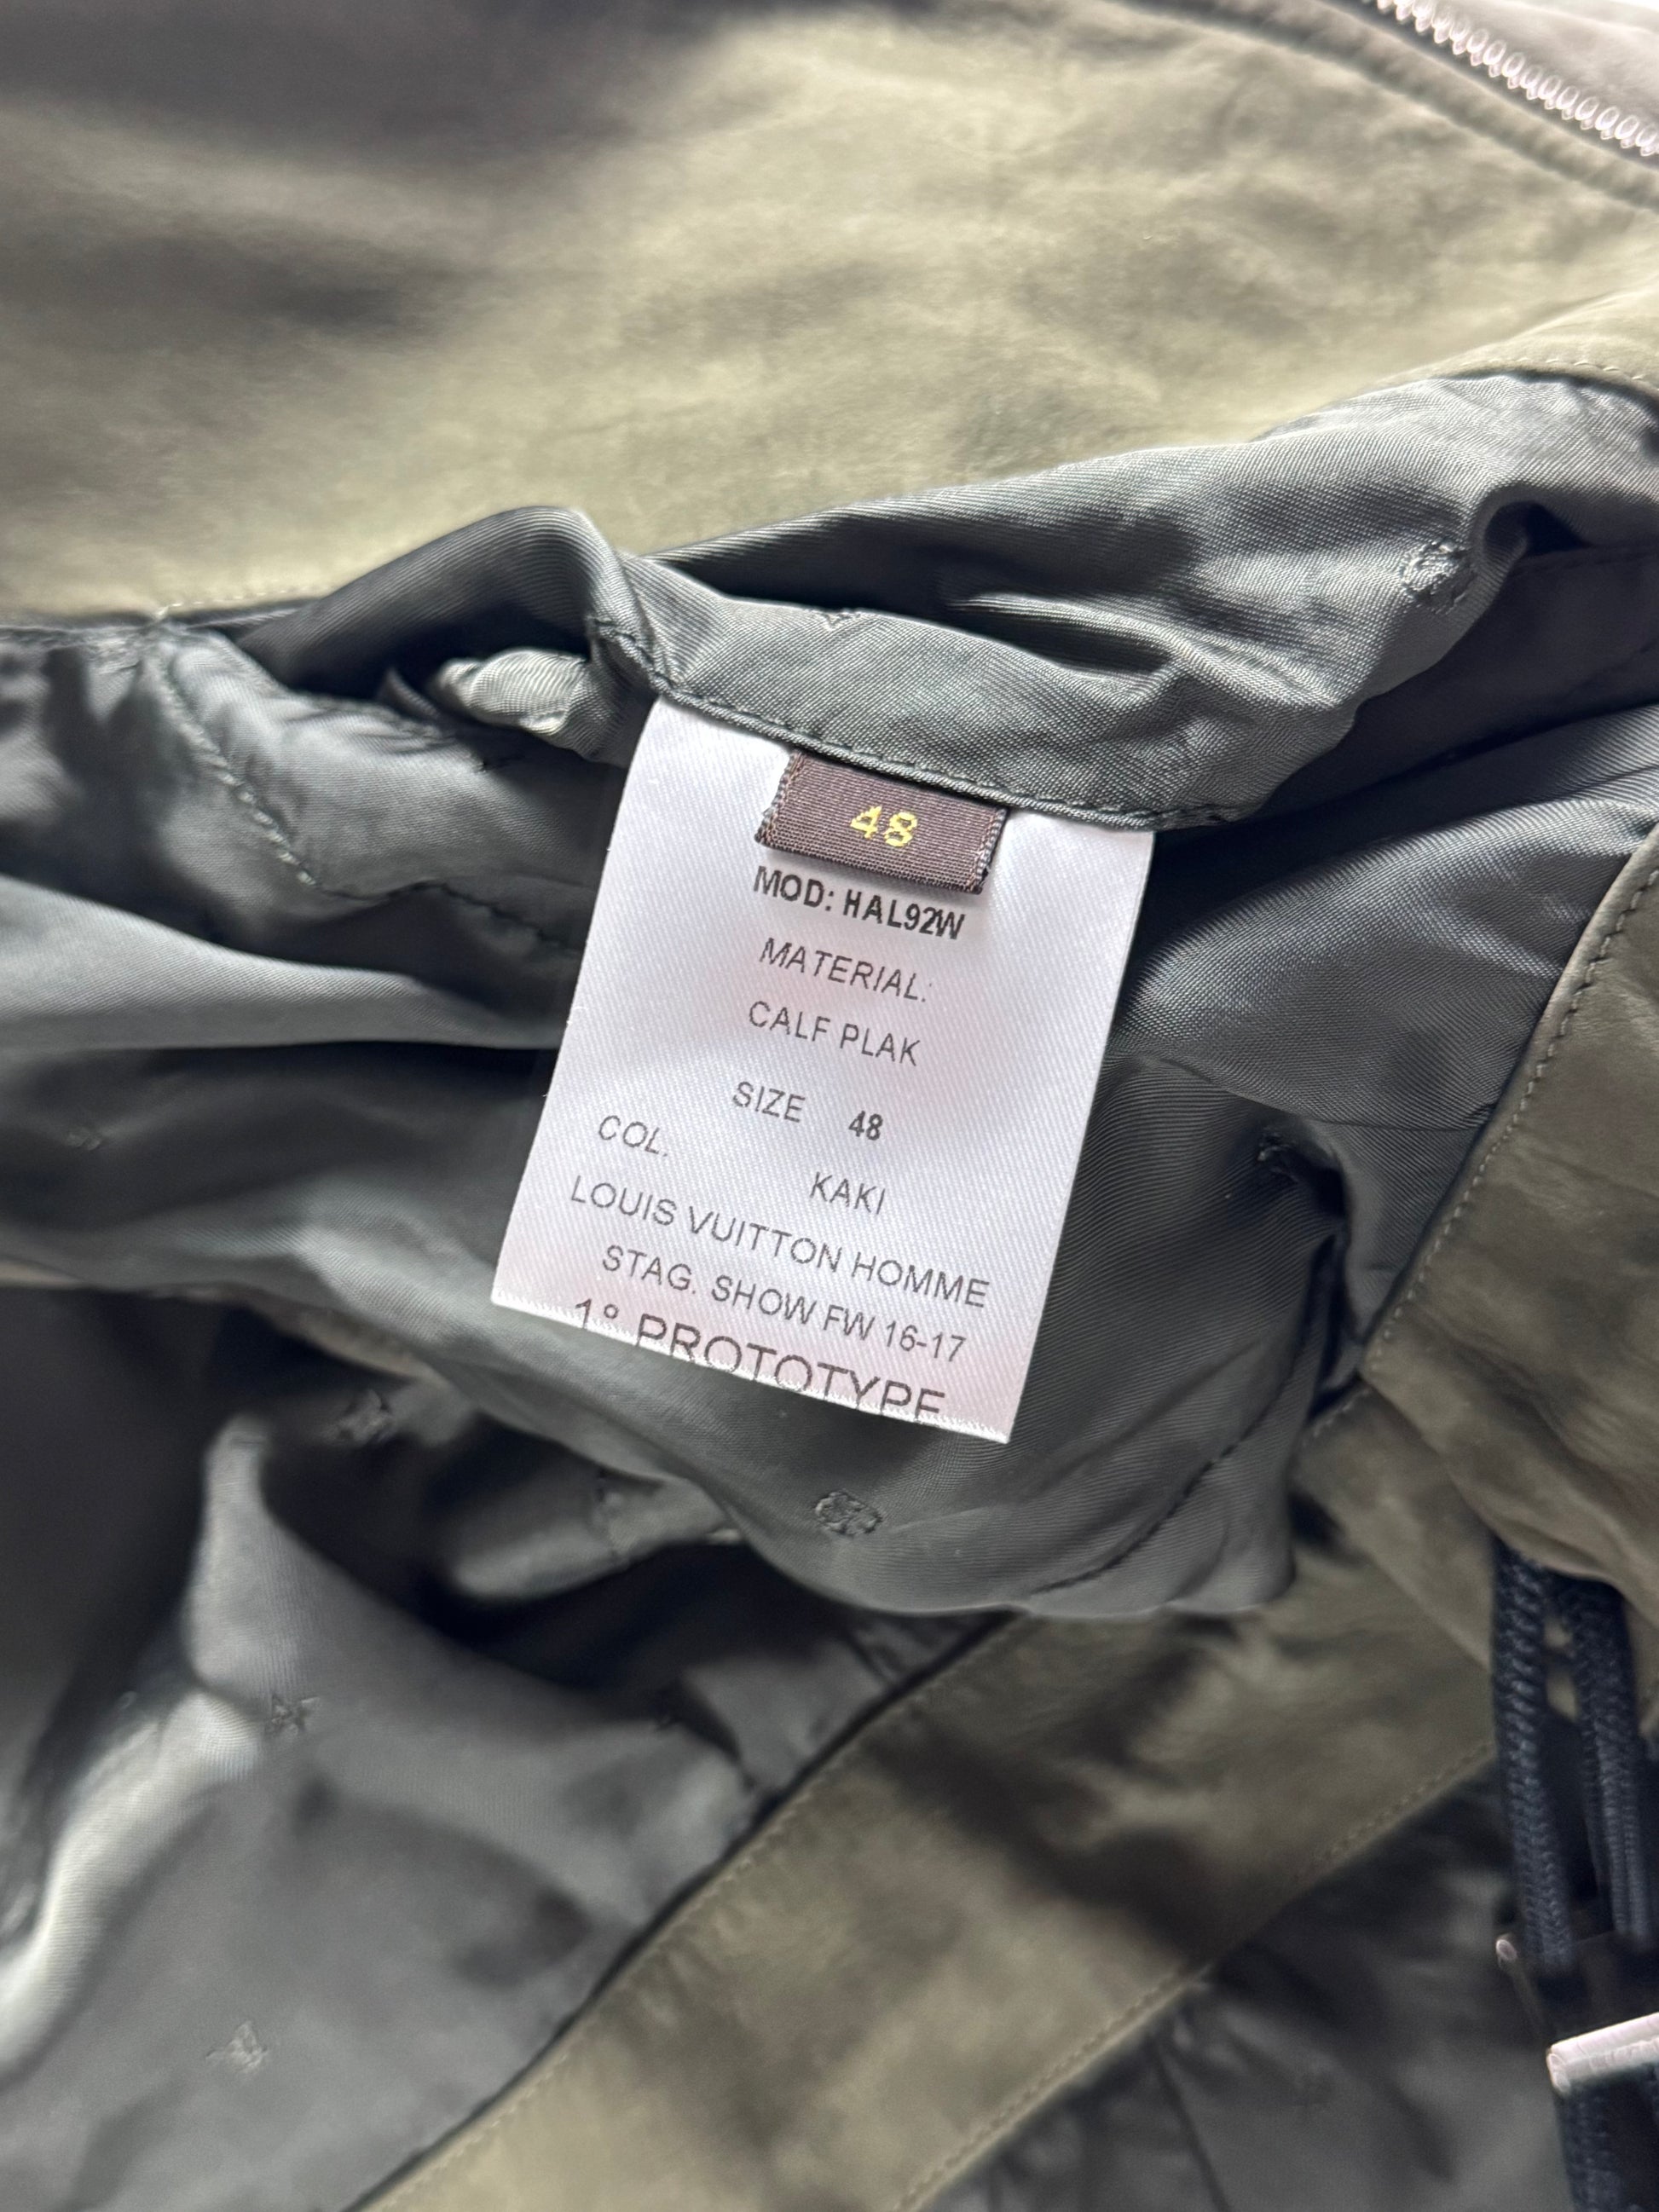 48
MOD: HAL92W
MATERIAL:
CALF PLAK
SIZE 48
COL. KAKI
LOUIS VUITTON HOMME
STAG. SHOW FW 16-17
1° PROTOTYPE